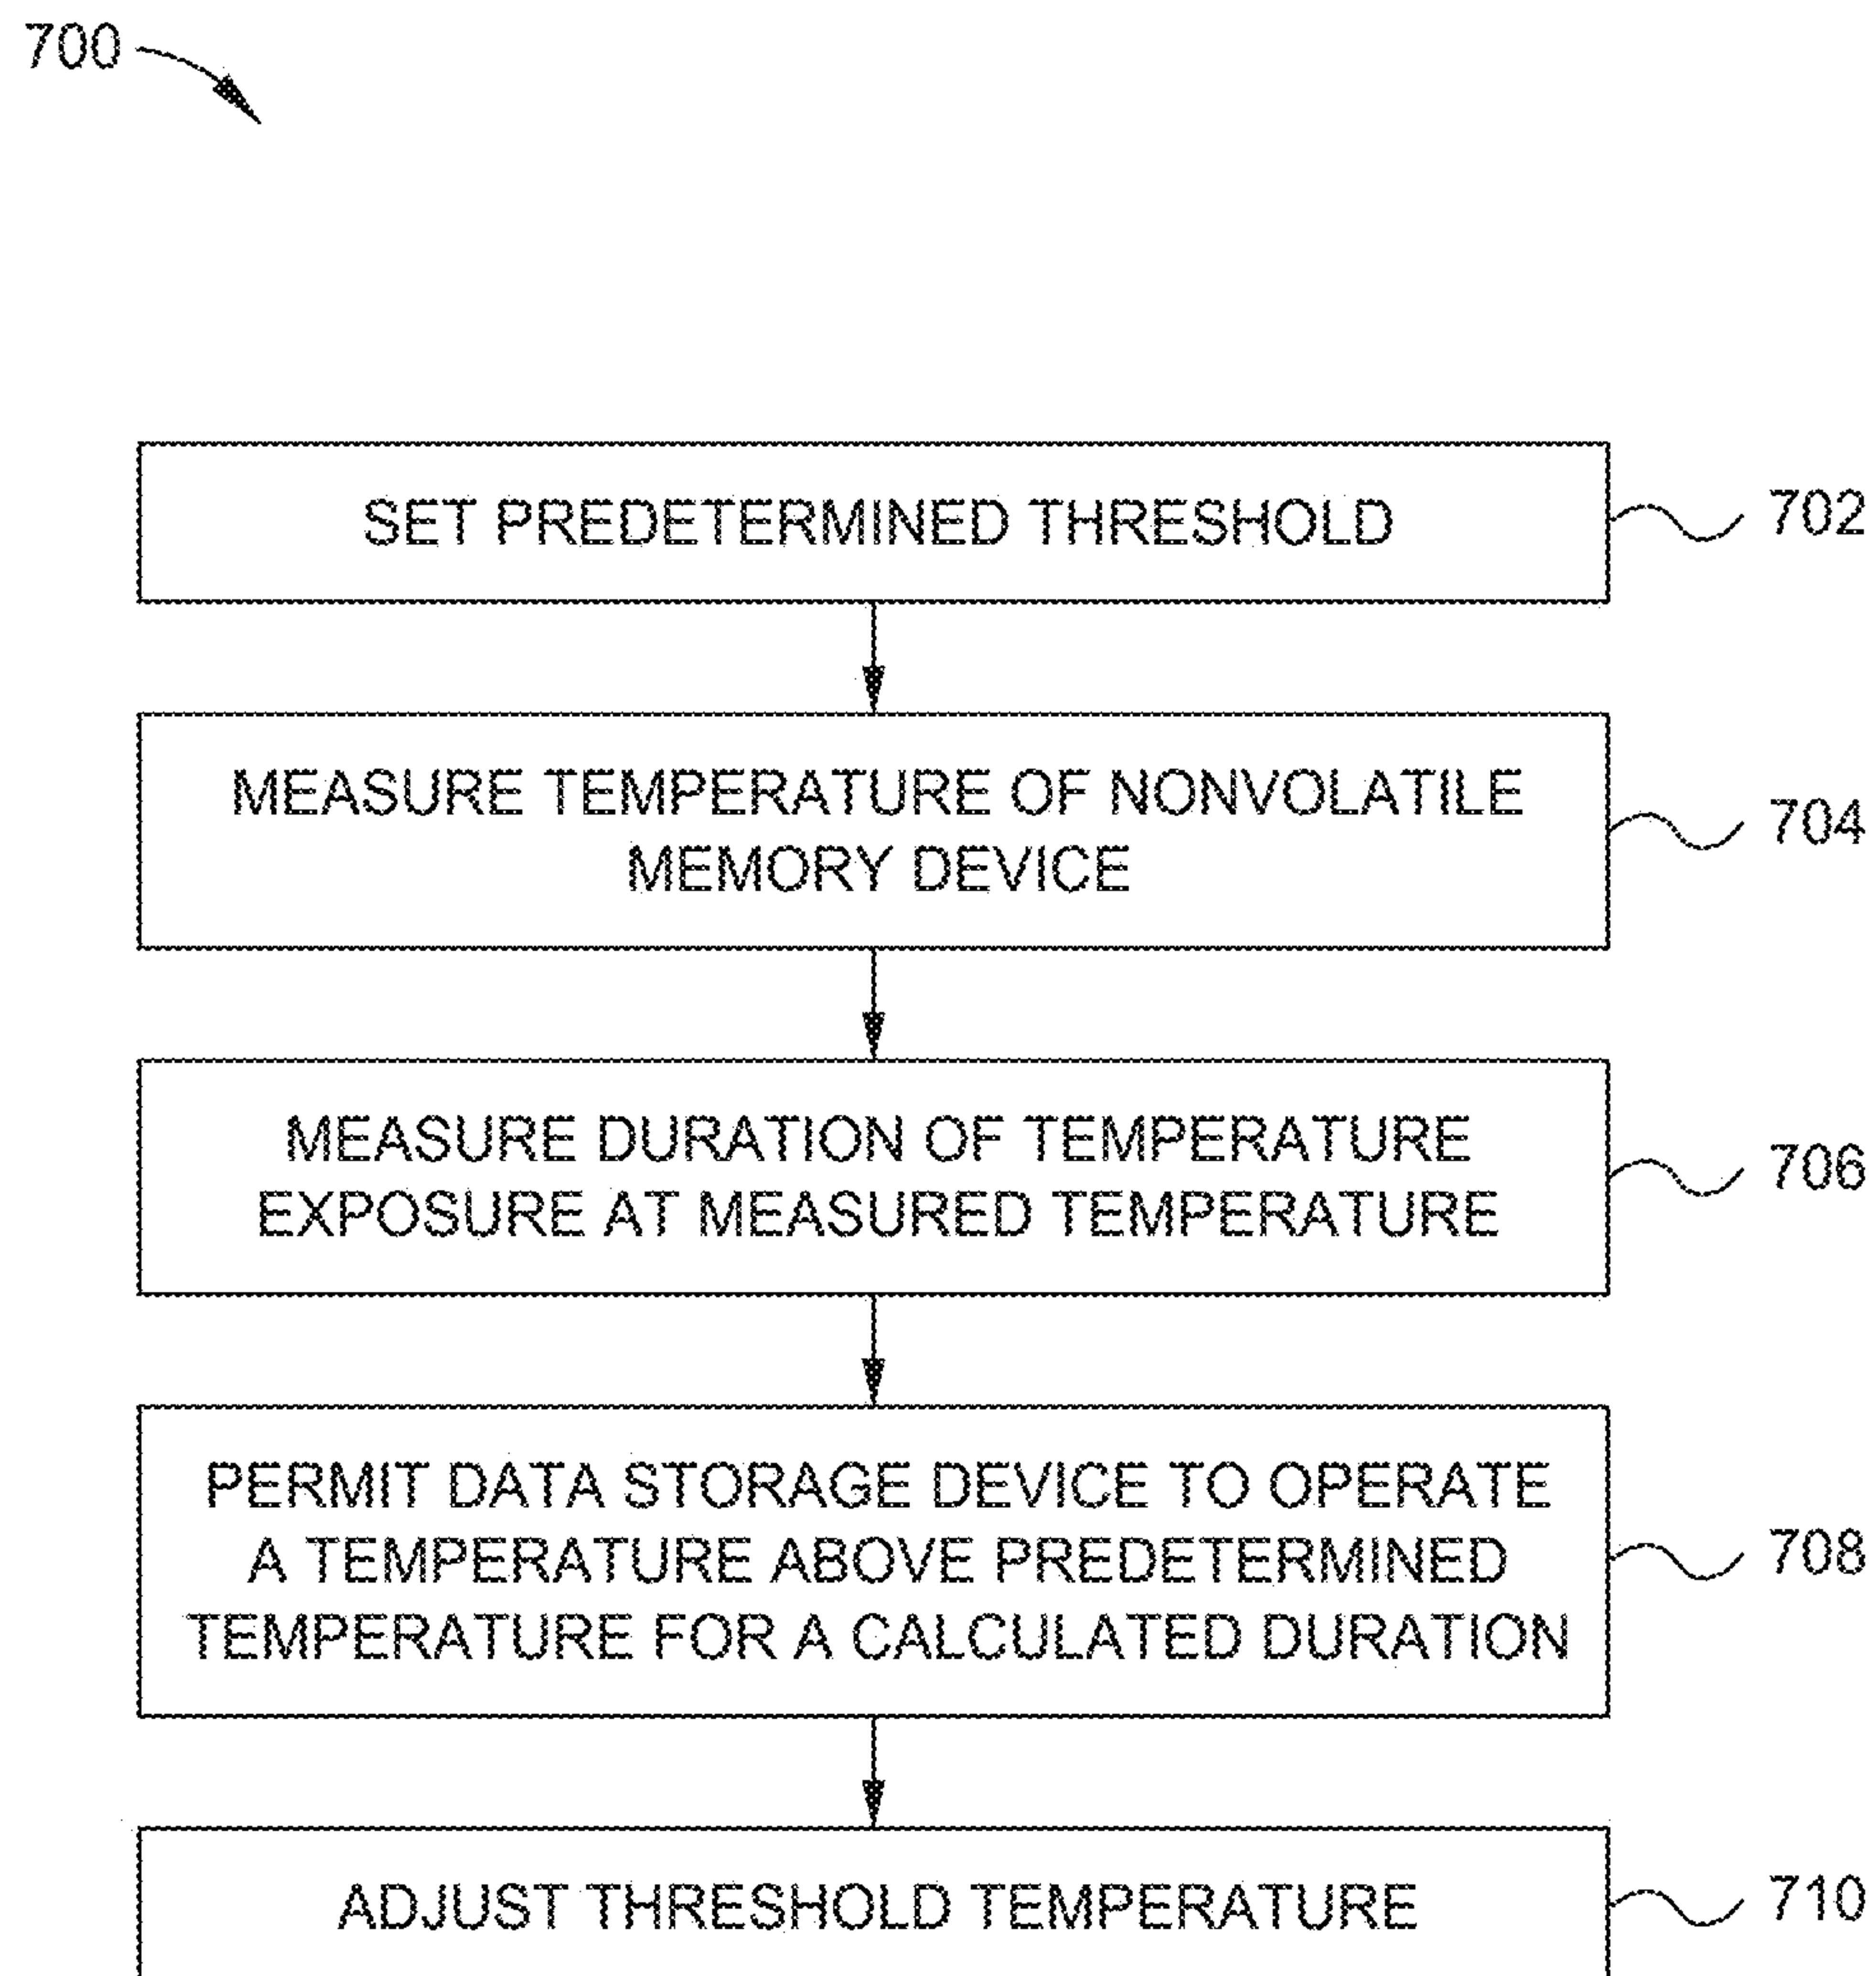 700
SET PREDETERMINED THRESHOLD
702
MEASURE TEMPERATURE OF NONVOLATILE
MEMORY DEVICE
704
MEASURE DURATION OF TEMPERATURE
EXPOSURE AT MEASURED TEMPERATURE
706
PERMIT DATA STORAGE DEVICE TO OPERATE
A TEMPERATURE ABOVE PREDETERMINED
TEMPERATURE FOR A CALCULATED DURATION
708
ADJUST THRESHOLD TEMPERATURE
710